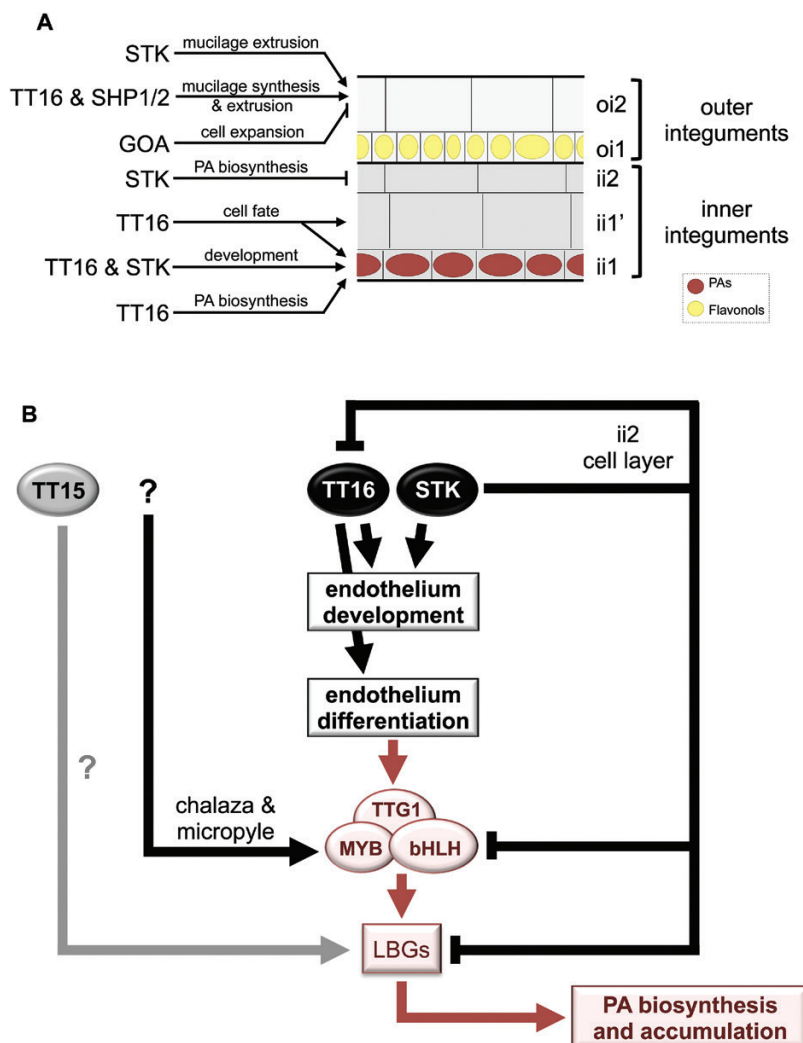 A
STK
mucilage extrusion
TT16 & SHP1/2
mucilage synthesis
& extrusion
GOA
cell expansion
STK
PA biosynthesis
TT16
cell fate
TT16 & STK
development
TT16
PA biosynthesis
oi2
oi1
ii2
ii1’
ii1
outer
integuments
inner
integuments
PAs
Flavonols
B
ii2
cell layer
TT15
?
TT16
STK
endothelium
development
endothelium
differentiation
?
chalaza &
micropyle
TTG1
MYB
bHLH
LBGs
PA biosynthesis
and accumulation